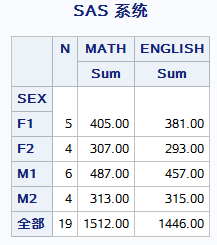 SAS 系统
N MATH ENGLISH
Sum Sum
SEX
F1 5 405.00 381.00
F2 4 307.00 293.00
M1 6 487.00 457.00
M2 4 313.00 315.00
全部 19 1512.00 1446.00